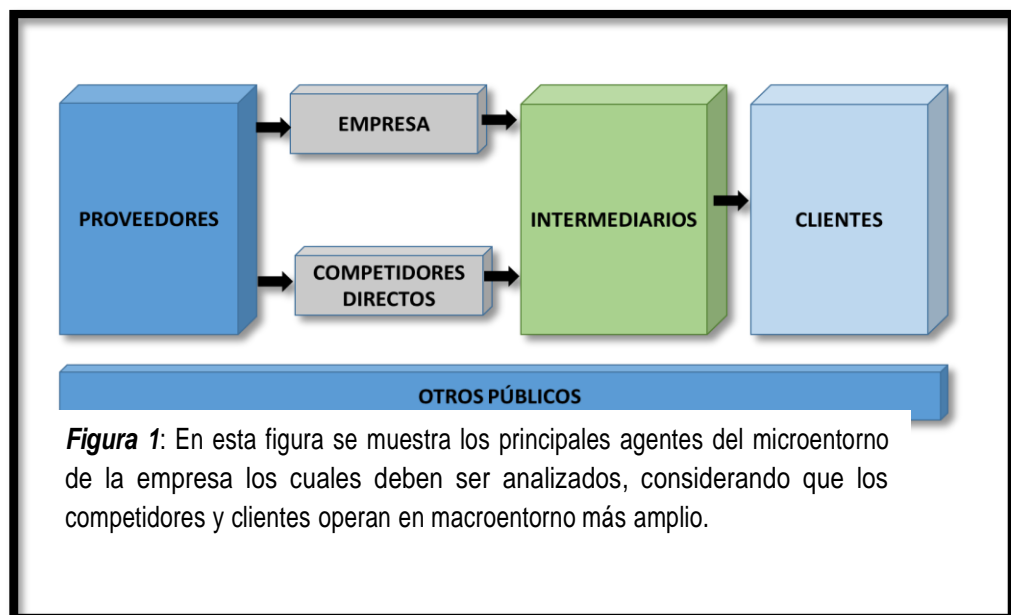 EMPRESA
PROVEEDORES
INTERMEDIARIOS
CLIENTES
COMPETIDORES
DIRECTOS
OTROS PÚBLICOS
Figura 1: En esta figura se muestra los principales agentes del microentorno
de la empresa los cuales deben ser analizados, considerando que los
competidores y clientes operan en macroentorno más amplio.